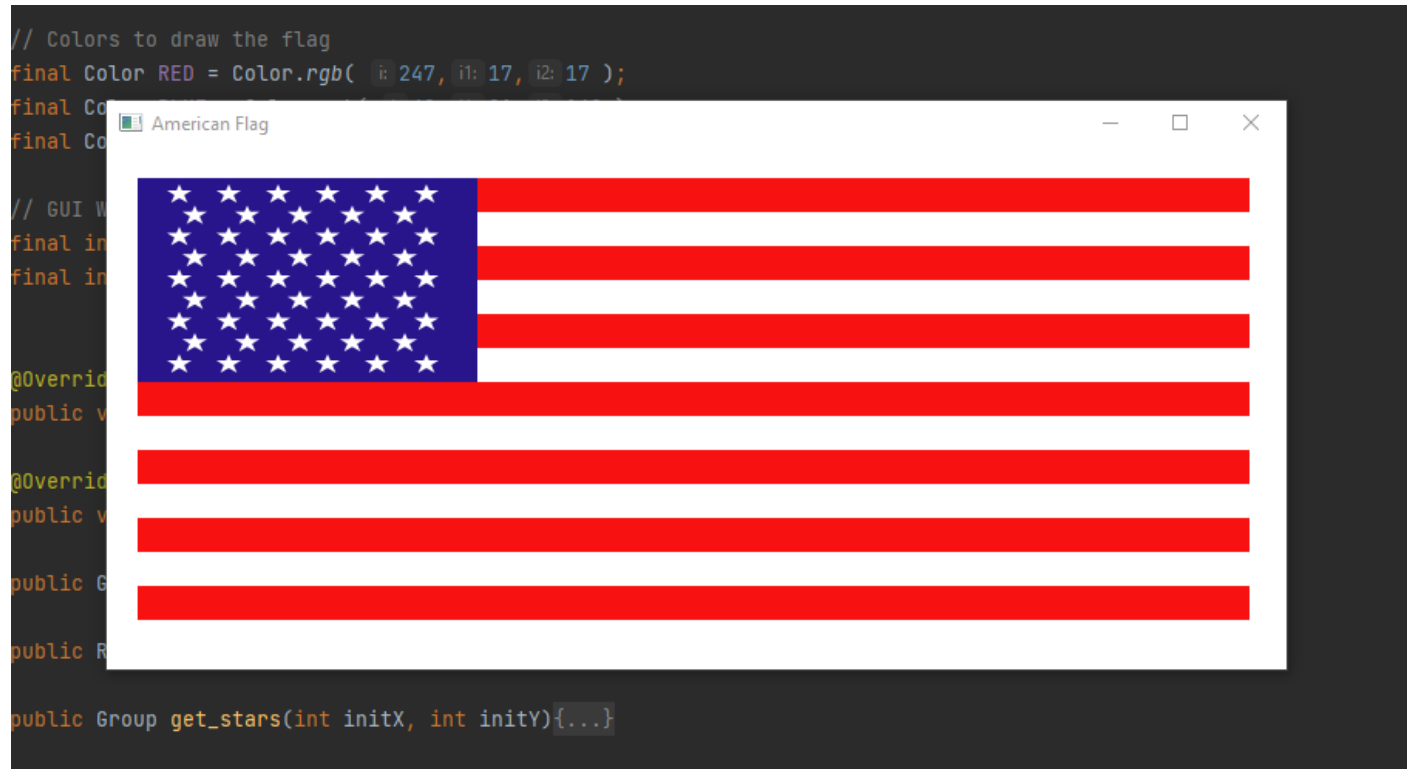 // Colors to draw the flag
final Color RED = Color.rgb( i: 247, i1: 17, i2: 17 );
final Co
American Flag
final Co
// GUI W
final in
final in
@Overrid
public v
@Overrid
public v
public G
public R
public Group get_stars(int initX, int initY){...}